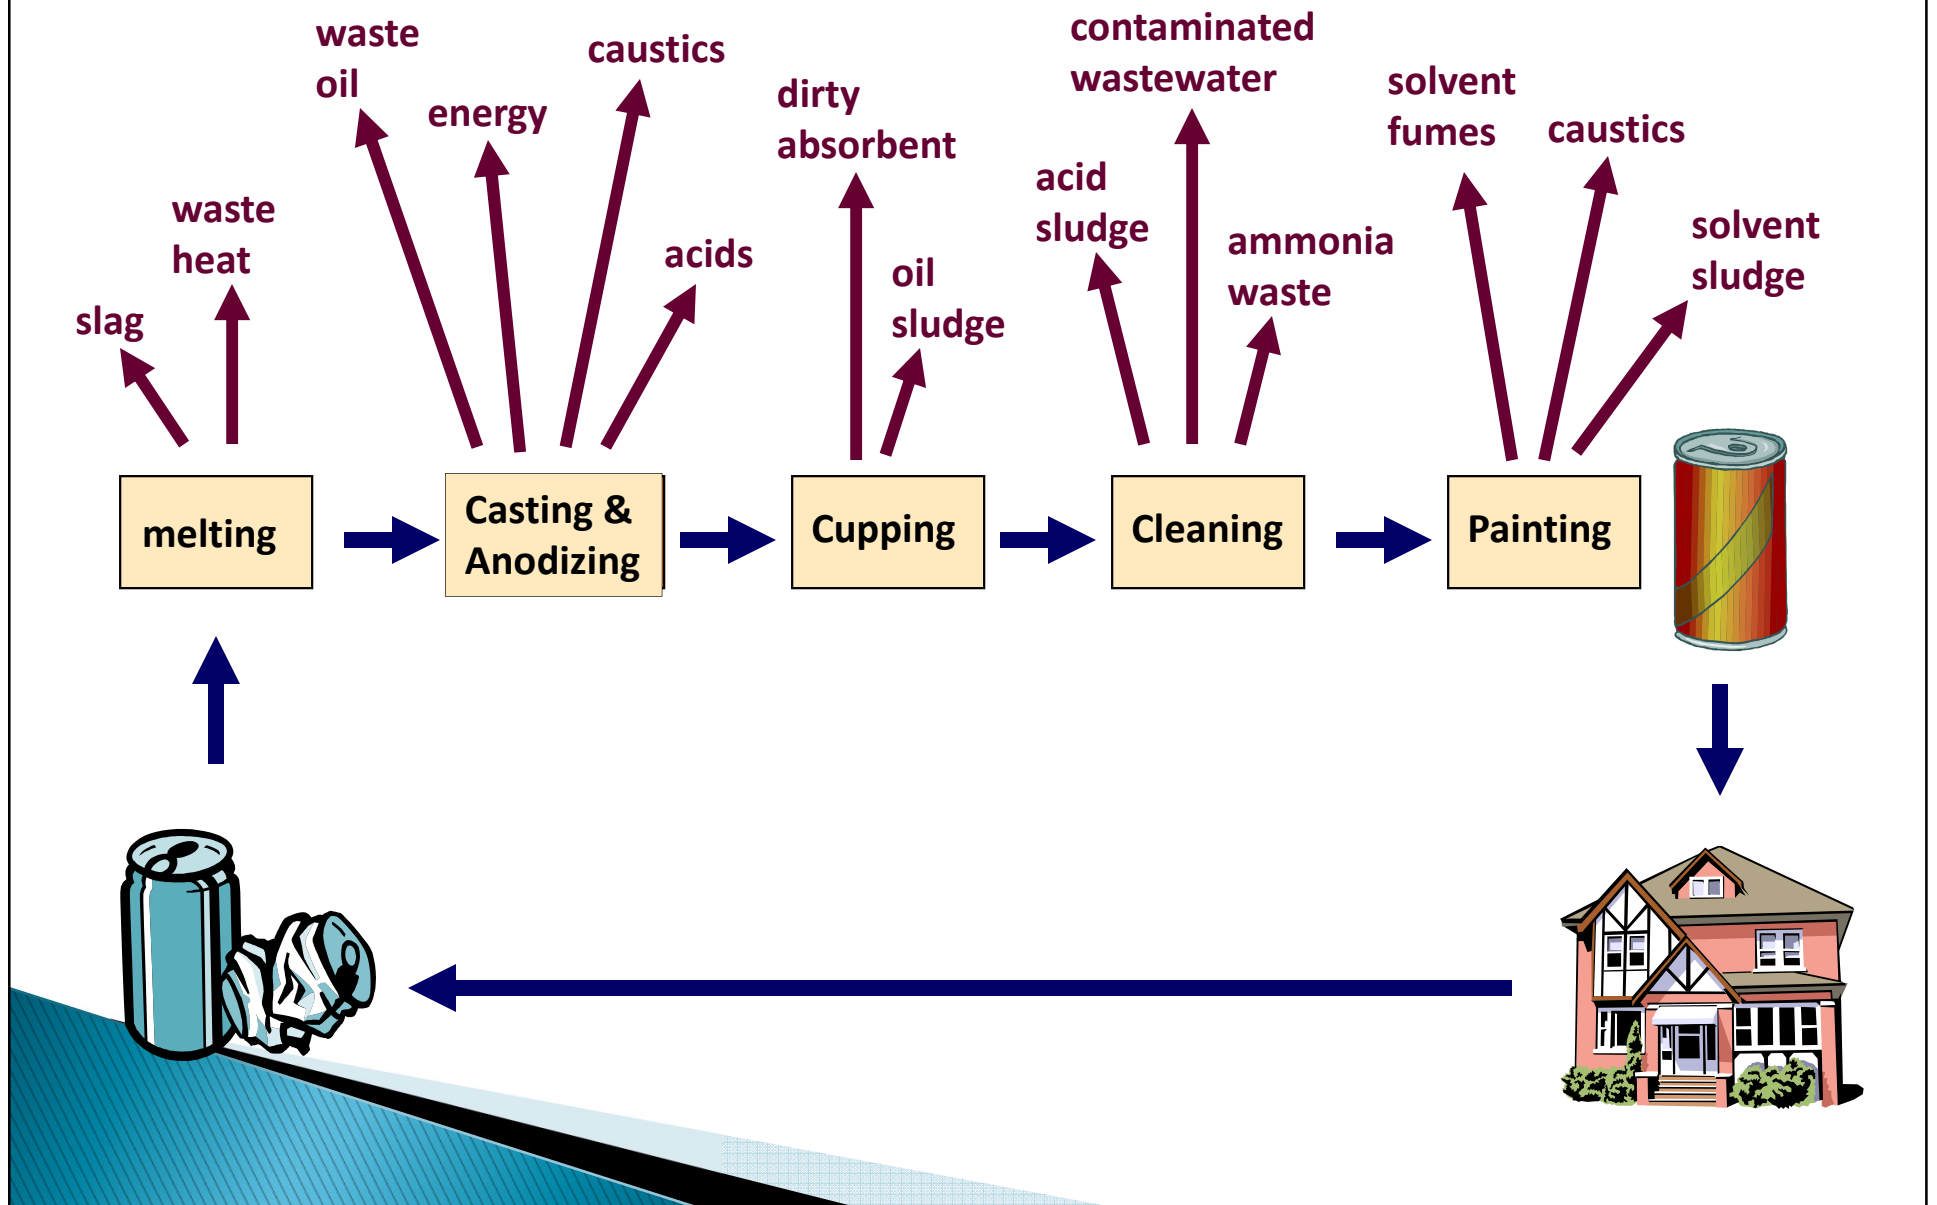 waste
oil
energy
caustics
waste
heat
slag
acids
dirty
absorbent
oil
sludge
contaminated
wastewater
acid
sludge
ammonia
waste
solvent
fumes
caustics
solvent
sludge
melting
Casting &
Anodizing
Cupping
Cleaning
Painting